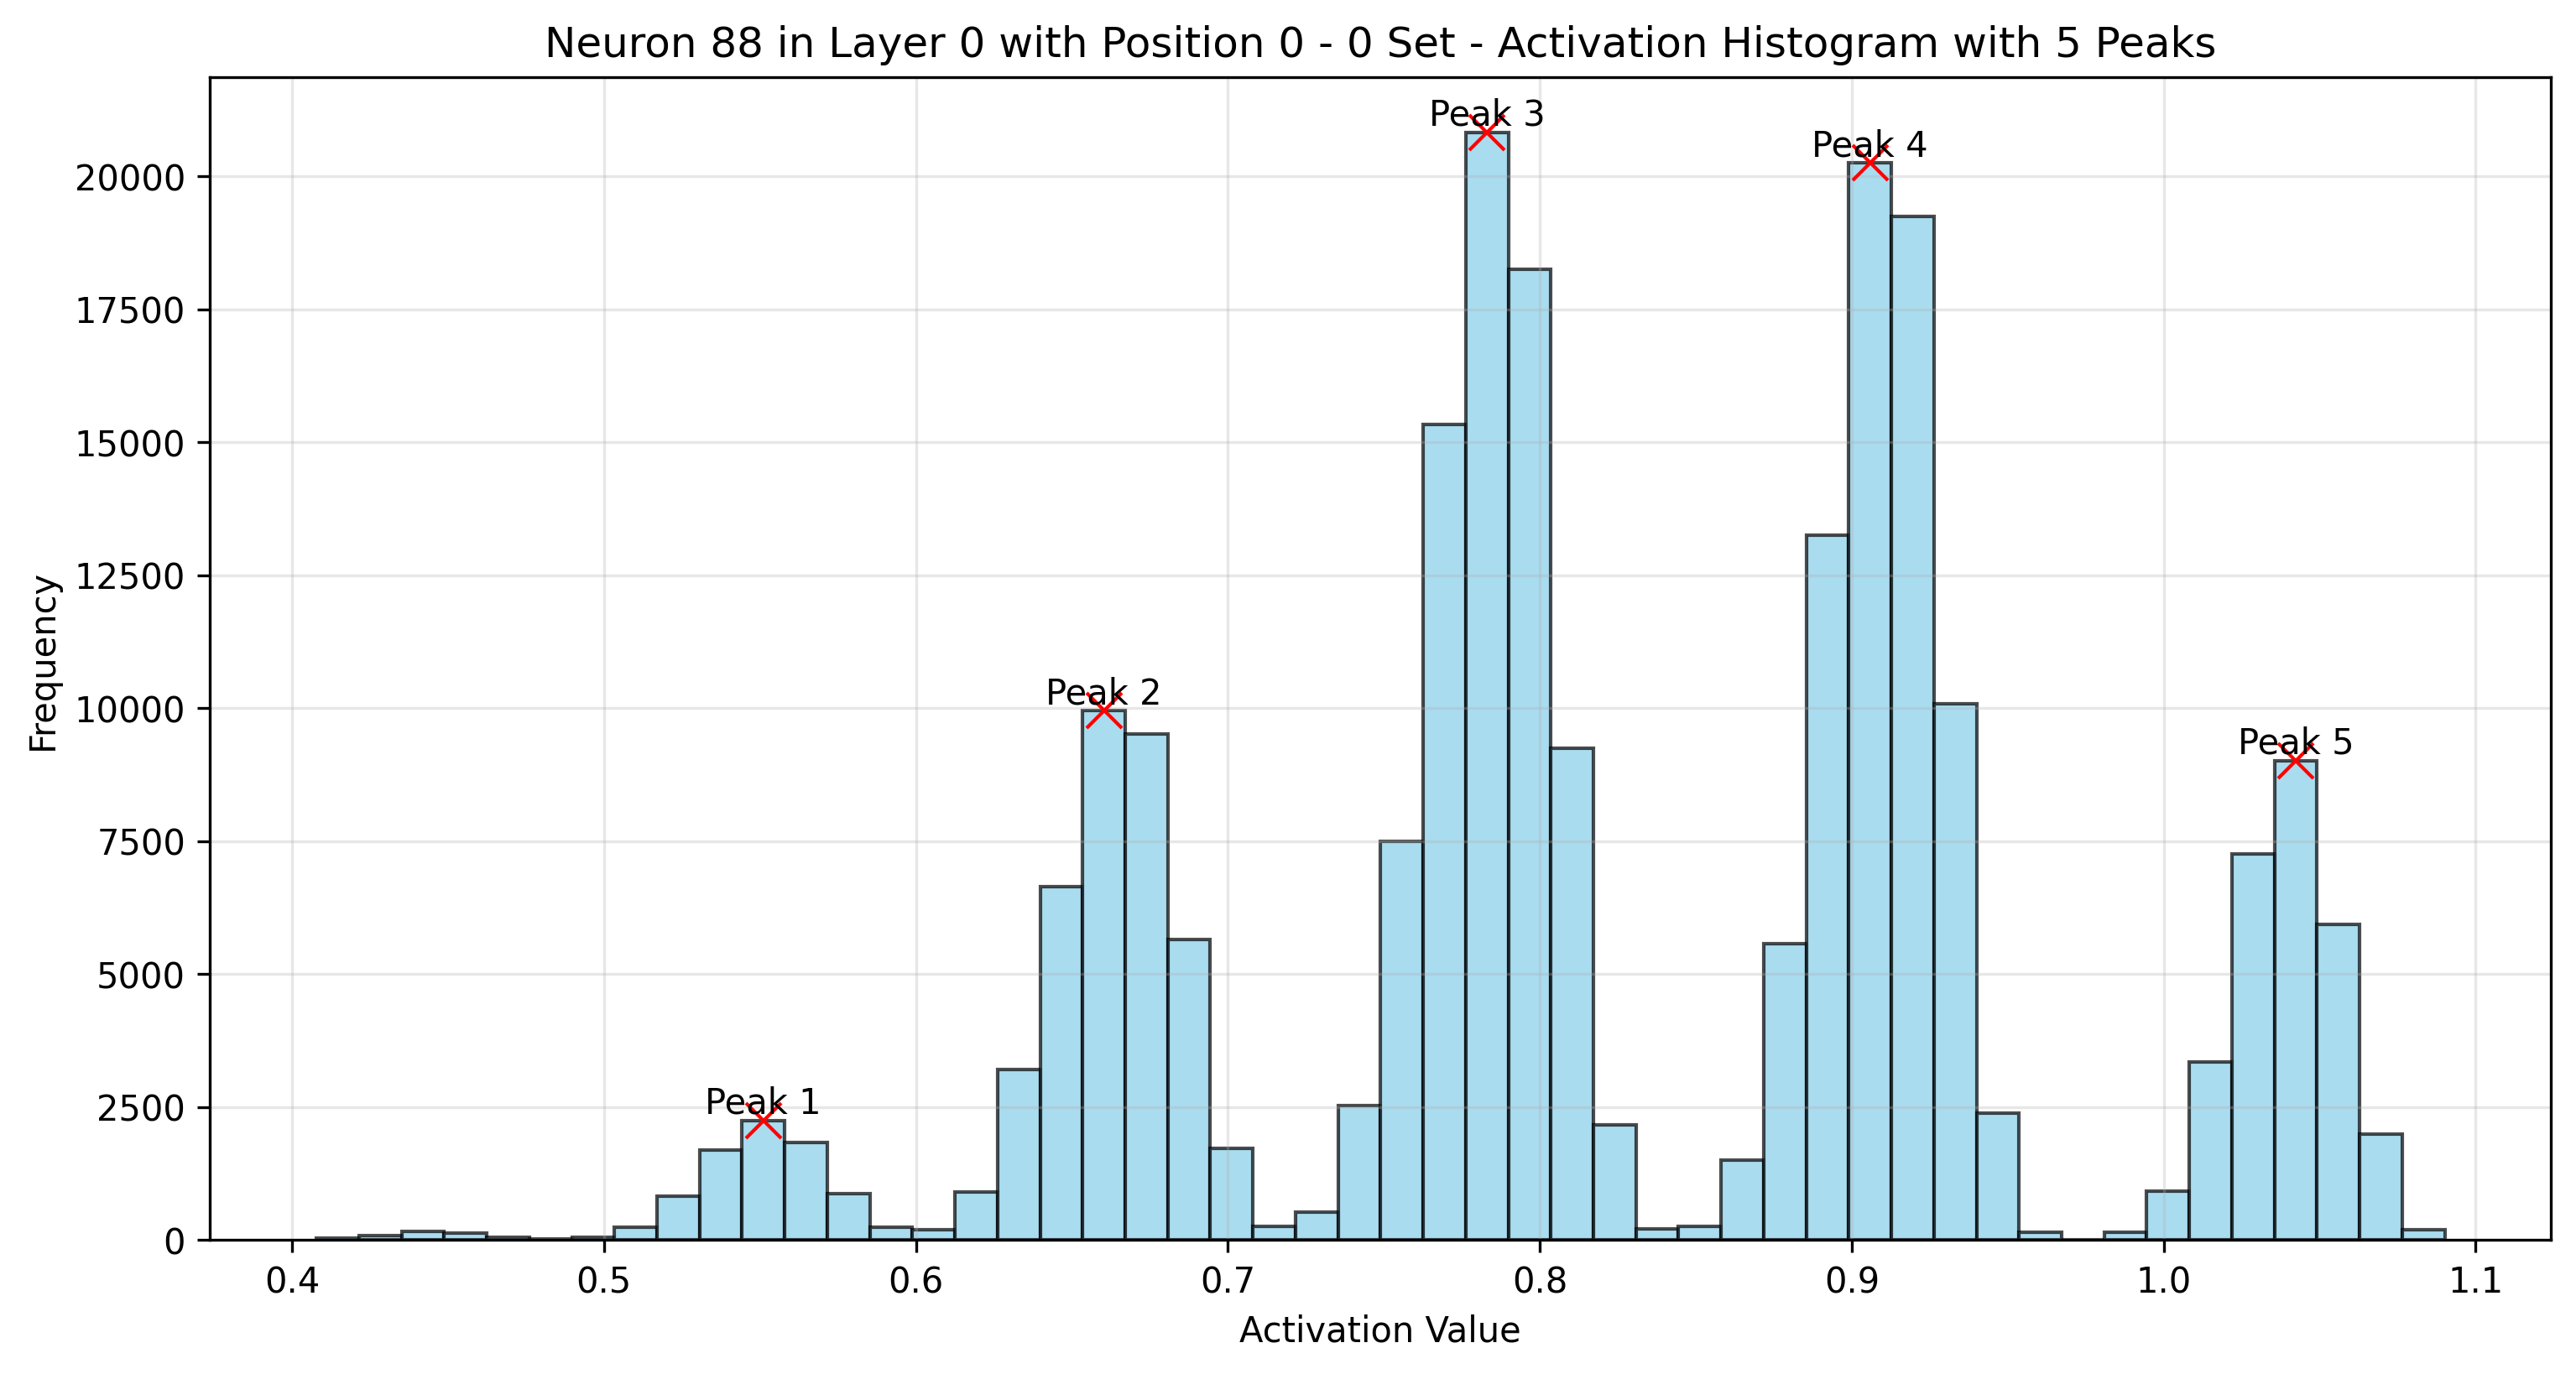 Neuron 88 in Layer 0 with Position 0 - 0 Set - Activation Histogram with 5 Peaks
Peak 3
Peak 4
20000
17500
15000
12500
Frequency
Peak 2
10000
Peak 5
7500
5000
Peak 1
2500
0
0.4 0.5 0.6 0.7 0.8 0.9 1.0 1.1
Activation Value